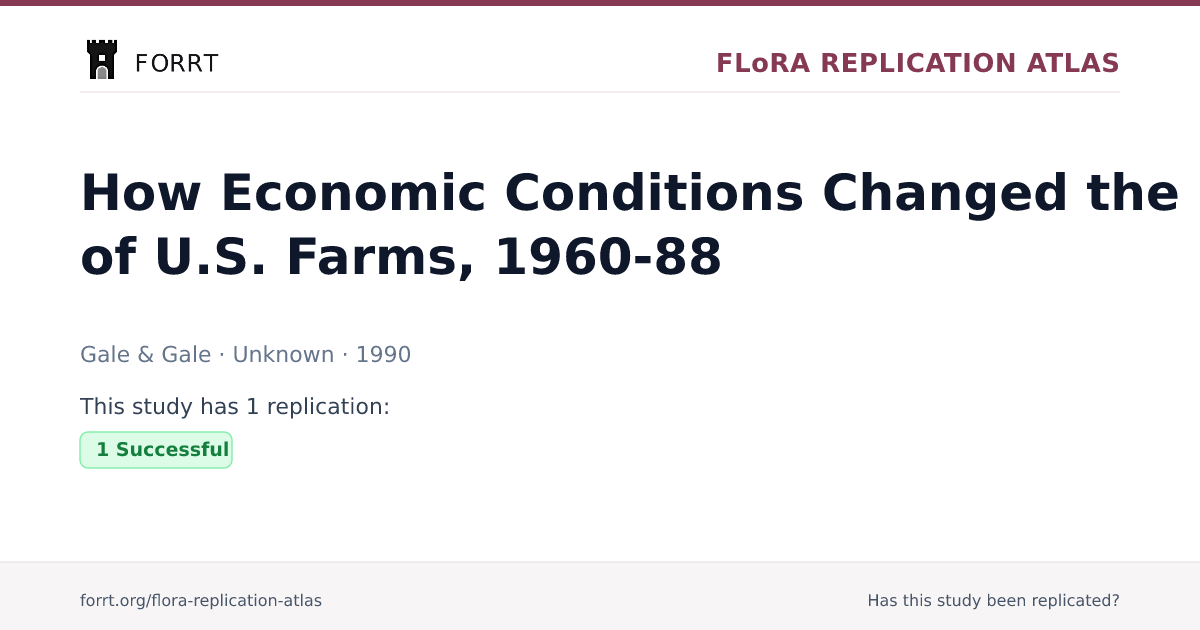 FORRT
FLoRA REPLICATION ATLAS
How Economic Conditions Changed the
of U.S. Farms, 1960-88
Gale & Gale · Unknown · 1990
This study has 1 replication:
1 Successful
forrt.org/flora-replication-atlas
Has this study been replicated?